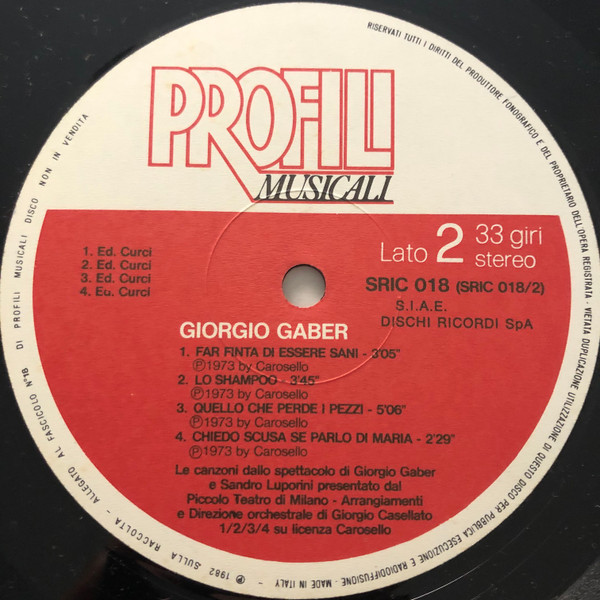 PROFILI
MUSICALI
Lato 2 33 giri
stereo
SRIC 018 (SRIC 018/2)
S.I.A.E.
DISCHI RICORDI SpA
1. Ed. Curci
2. Ed. Curci
3. Ed. Curci
4. Ed. Curci
GIORGIO GABER
1. FAR FINTA DI ESSERE SANI - 3'05"
Ⓟ1973 by Carosello
2. LO SHAMPOO - 3'45"
Ⓟ1973 by Carosello
3. QUELLO CHE PERDE I PEZZI - 5'06"
Ⓟ1973 by Carosello
4. CHIEDO SCUSA SE PARLO DI MARIA - 2'29"
Ⓟ1973 by Carosello
Le canzoni dallo spettacolo di Giorgio Gaber
e Sandro Luporini presentato dal
Piccolo Teatro di Milano - Arrangiamenti
e Direzione orchestrale di Giorgio Casellato
1/2/3/4 su licenza Carosello
RISERVATI TUTTI I DIRITTI DEL PRODUTTORE FONOGRAFICO E DEL PROPRIETARIO DELL'OPERA REGISTRATA - VIETATA DUPLICAZIONE UTILIZZAZIONE DI QUESTO DISCO PER PUBBLICA ESECUZIONE E RADIODIFFUSIONE - MADE IN ITALY - Ⓟ 1982 SULLA RACCOLTA - ALLEGATO AL FASCICOLO N°18 DI PROFILI MUSICALI DISCO NON IN VENDITA